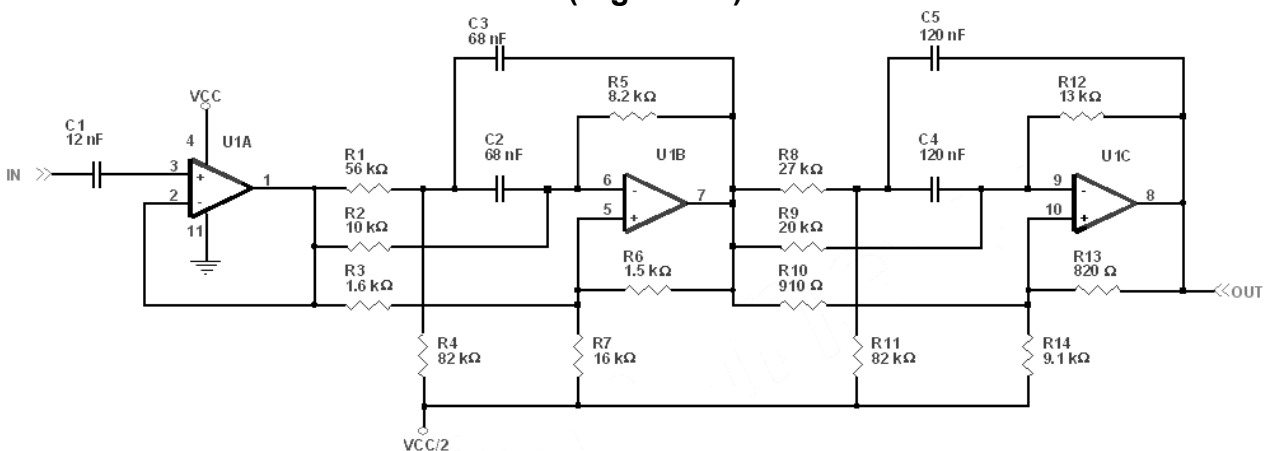 C3
68 nF
C5
120 nF
VCC
R5
8.2 kΩ
R12
13 kΩ
C1
12 nF
4
U1A
C2
68 nF
U1B
C4
120 nF
U1C
IN
3
+
2
-
1
11
R1
56 kΩ
6
-
5
+
7
R8
27 kΩ
9
-
10
+
8
R2
10 kΩ
R9
20 kΩ
R3
1.6 kΩ
R6
1.5 kΩ
R10
910 Ω
R13
820 Ω
OUT
R4
82 kΩ
R7
16 kΩ
R11
82 kΩ
R14
9.1 kΩ
VCC/2